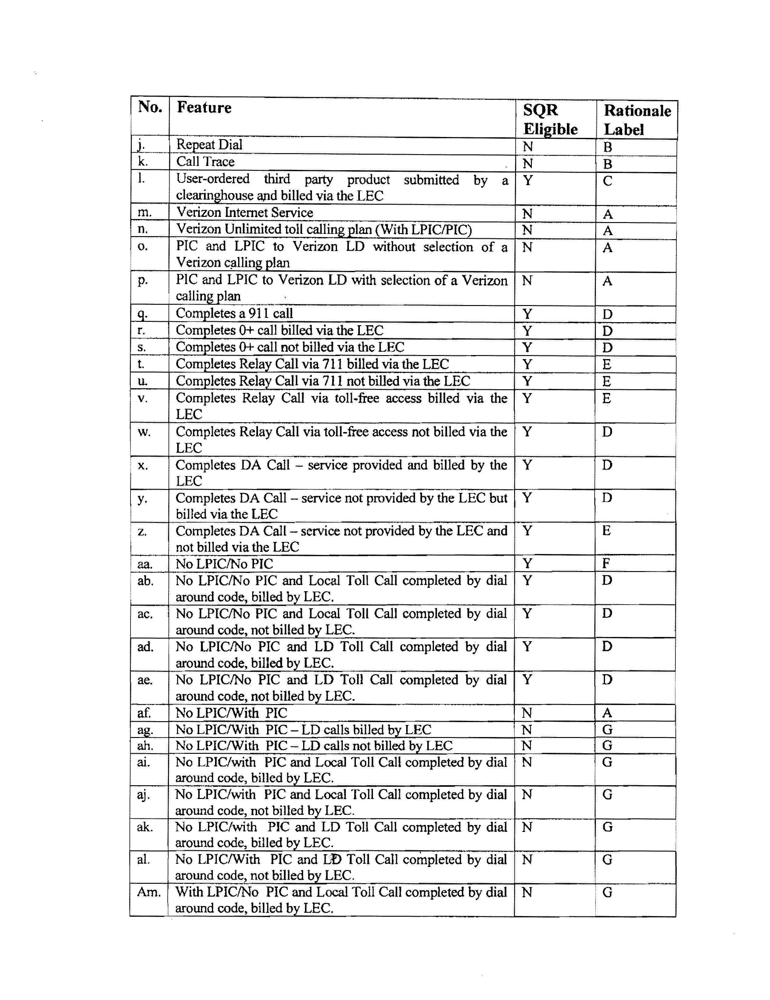 No. Feature SQR Rationale
Eligible Label
j. Repeat Dial N B
k. Call Trace N B
l. User-ordered third party product submitted by a Y C
clearinghouse and billed via the LEC
m. Verizon Internet Service N A
n. Verizon Unlimited toll calling plan (With LPIC/PIC) N A
o. PIC and LPIC to Verizon LD without selection of a N A
Verizon calling plan
p. PIC and LPIC to Verizon LD with selection of a Verizon N A
calling plan
q. Completes a 911 call Y D
r. Completes 0+ call billed via the LEC Y D
s. Completes 0+ call not billed via the LEC Y D
t. Completes Relay Call via 711 billed via the LEC Y E
u. Completes Relay Call via 711 not billed via the LEC Y E
v. Completes Relay Call via toll-free access billed via the Y E
LEC
w. Completes Relay Call via toll-free access not billed via the Y D
LEC
x. Completes DA Call – service provided and billed by the Y D
LEC
y. Completes DA Call – service not provided by the LEC but Y D
billed via the LEC
z. Completes DA Call – service not provided by the LEC and Y E
not billed via the LEC
aa. No LPIC/No PIC Y F
ab. No LPIC/No PIC and Local Toll Call completed by dial Y D
around code, billed by LEC.
ac. No LPIC/No PIC and Local Toll Call completed by dial Y D
around code, not billed by LEC.
ad. No LPIC/No PIC and LD Toll Call completed by dial Y D
around code, billed by LEC.
ae. No LPIC/No PIC and LD Toll Call completed by dial Y D
around code, not billed by LEC.
af. No LPIC/With PIC N A
ag. No LPIC/With PIC – LD calls billed by LEC N G
ah. No LPIC/With PIC – LD calls not billed by LEC N G
ai. No LPIC/with PIC and Local Toll Call completed by dial N G
around code, billed by LEC.
aj. No LPIC/with PIC and Local Toll Call completed by dial N G
around code, not billed by LEC.
ak. No LPIC/with PIC and LD Toll Call completed by dial N G
around code, billed by LEC.
al. No LPIC/With PIC and LD Toll Call completed by dial N G
around code, not billed by LEC.
Am. With LPIC/No PIC and Local Toll Call completed by dial N G
around code, billed by LEC.